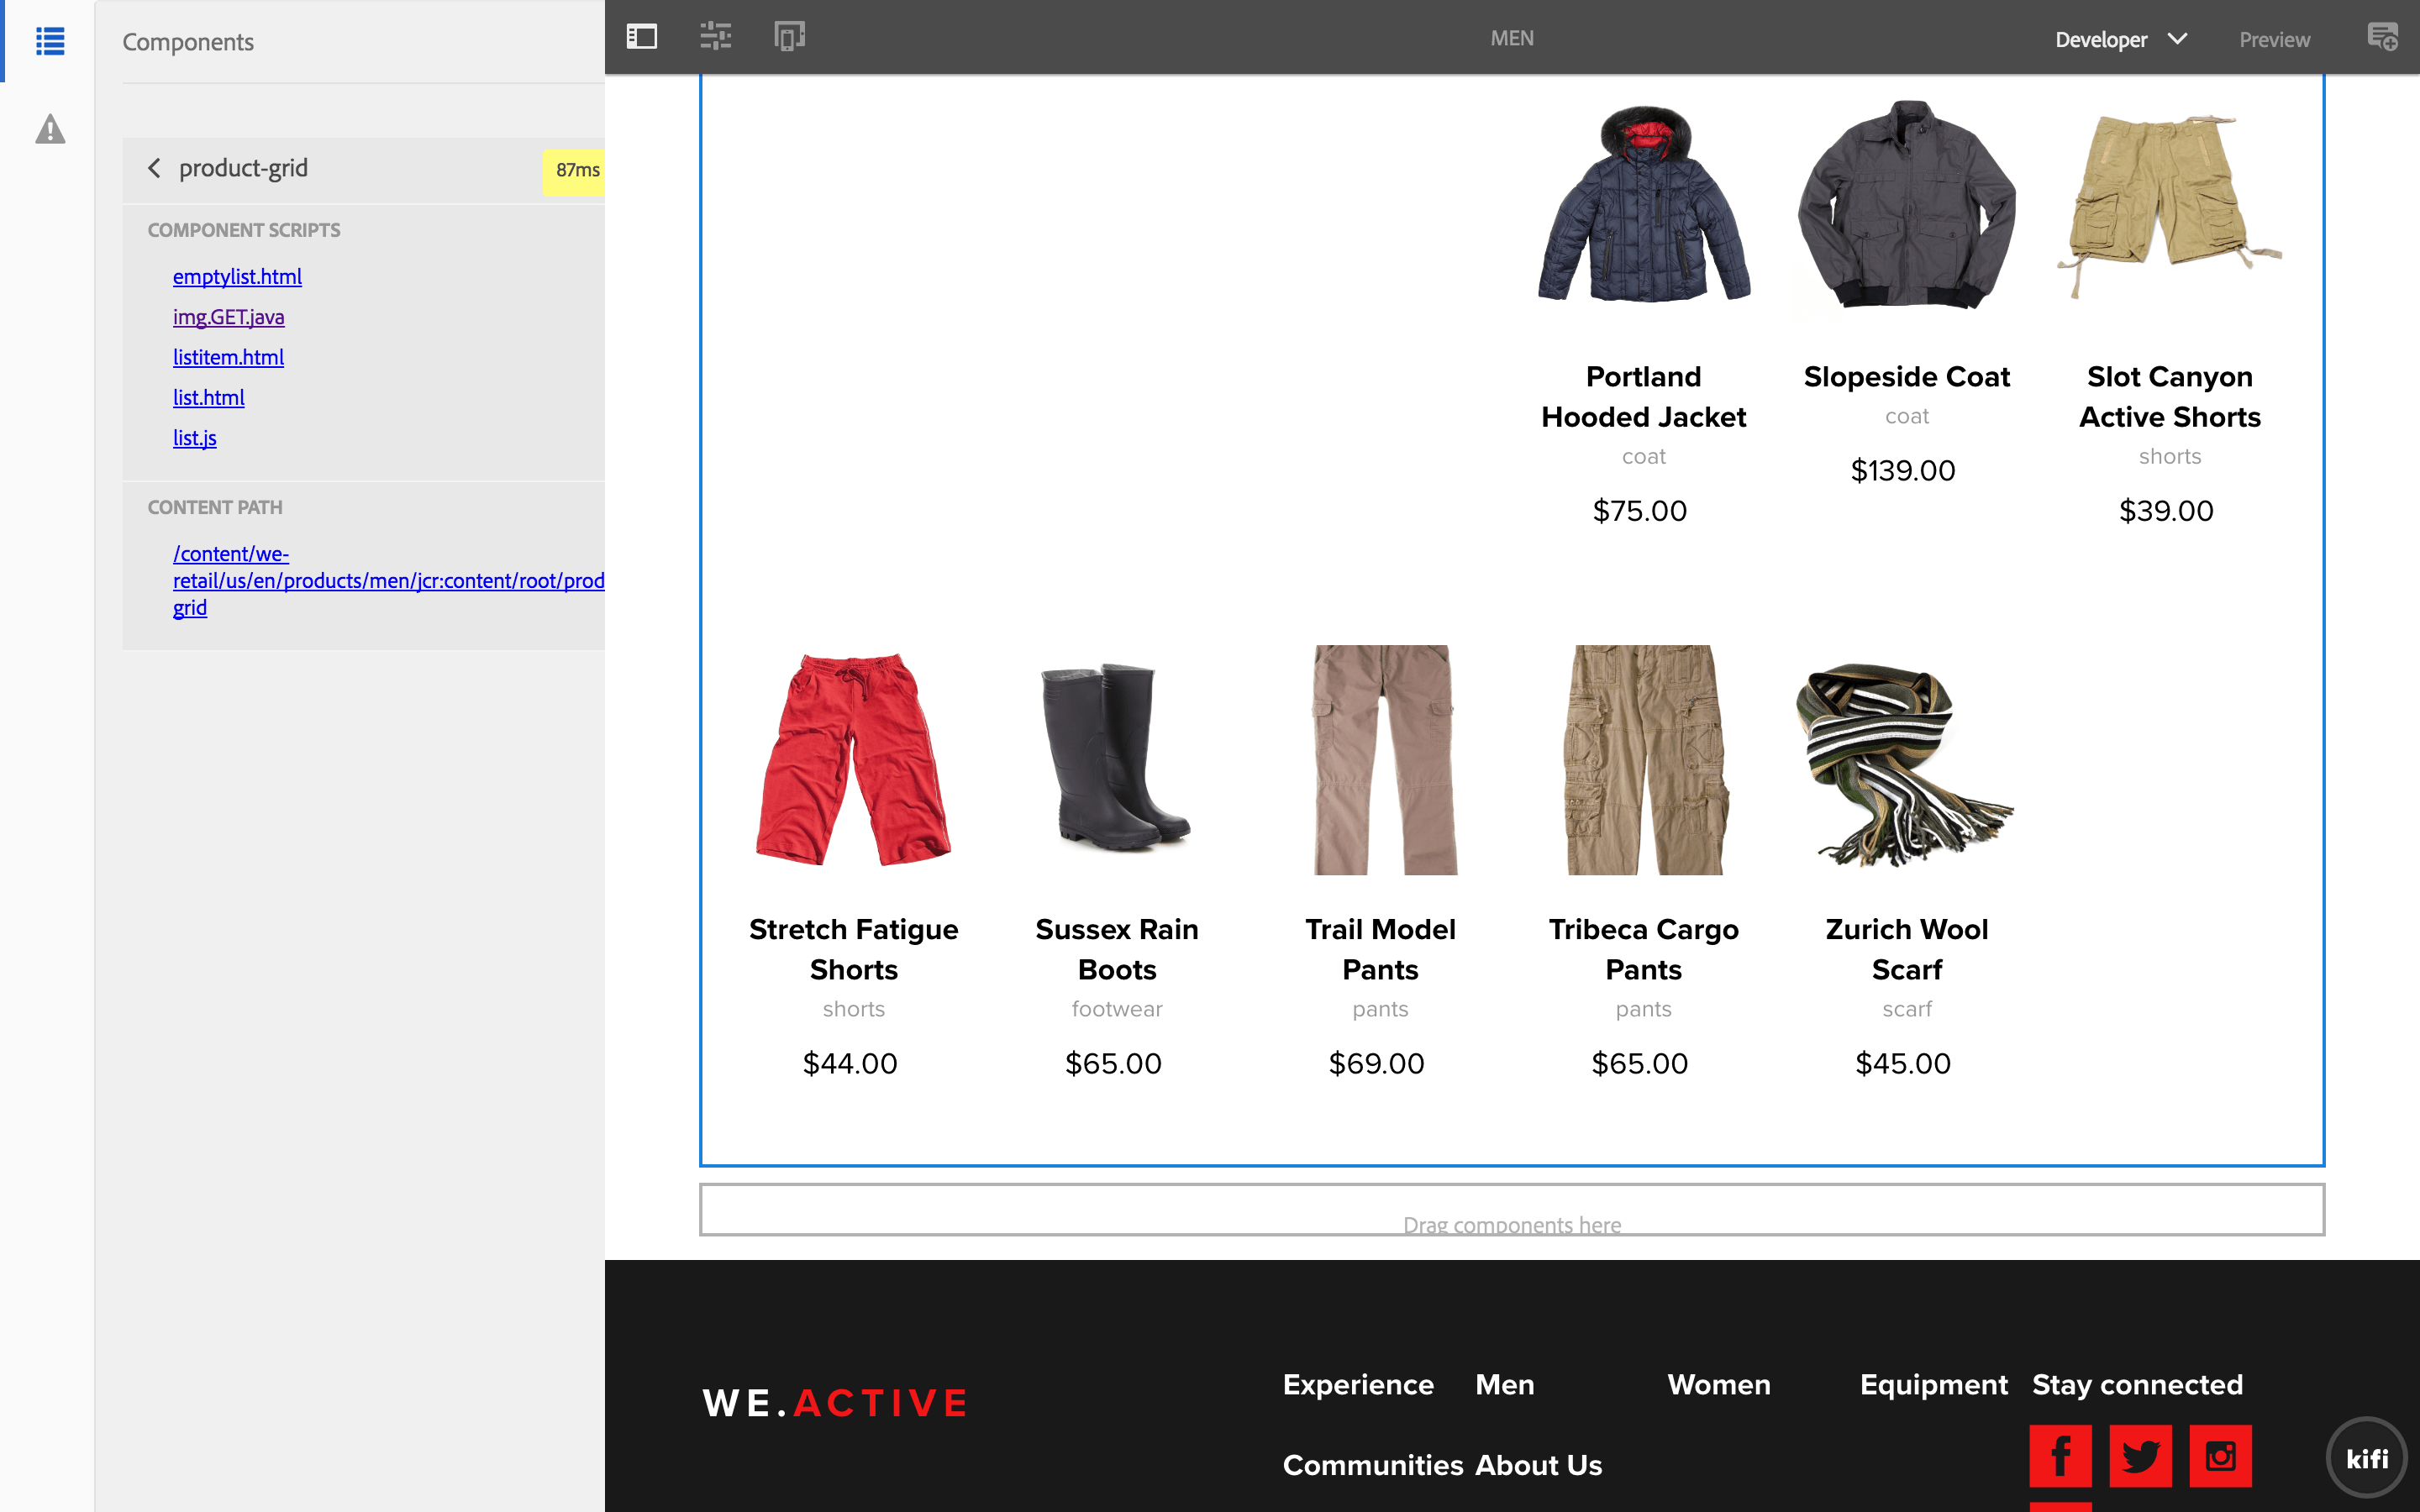 Components
product-grid
87ms
COMPONENT SCRIPTS
emptylist.html
img.GET.java
listitem.html
list.html
list.js
CONTENT PATH
/content/we-
retail/us/en/products/men/jcr:content/root/prod
grid
MEN
Developer
Preview
Portland
Hooded Jacket
coat
$75.00
Slopeside Coat
coat
$139.00
Slot Canyon
Active Shorts
shorts
$39.00
Stretch Fatigue
Shorts
shorts
$44.00
Sussex Rain
Boots
footwear
$65.00
Trail Model
Pants
pants
$69.00
Tribeca Cargo
Pants
pants
$65.00
Zurich Wool
Scarf
scarf
$45.00
Drag components here
WE.ACTIVE
Experience
Men
Women
Equipment
Stay connected
Communities
About Us
kifi